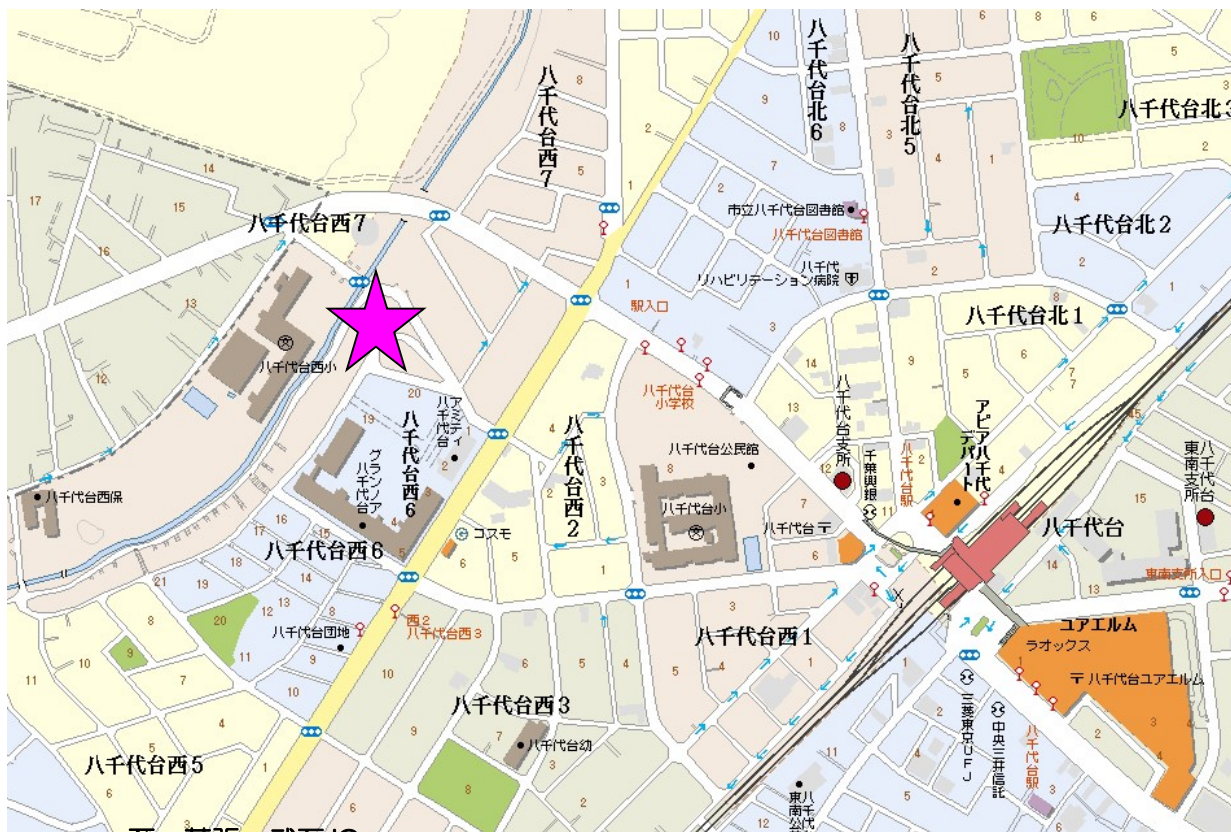 八千代台西7
八千代台北6
八千代台北5
八千代台北3
市立八千代台図書館
八千代台図書館
八千代台北2
八千代台西7
八千代
リハビリテーション病院
八千代台北1
駅入口
八千代台西小
八千代台
小学校
八千代台支所
アピア八千代台
デパート
八千代台
東南支所
アミティ
八千代台
八千代台西6
グランノア
八千代台
八千代台西2
八千代台公民館
千葉興銀
八千代台駅
八千代台西保
コスモ
八千代台小
八千代台〒
八千代台
八千代台西6
東南支所入口
八千代台団地
西2
八千代台西3
八千代台西1
ユアエルム
ラオックス
〒八千代台ユアエルム
八千代台西3
八千代台幼
三菱東京UFJ
中央三井信託
八千代台駅
八千代台西5